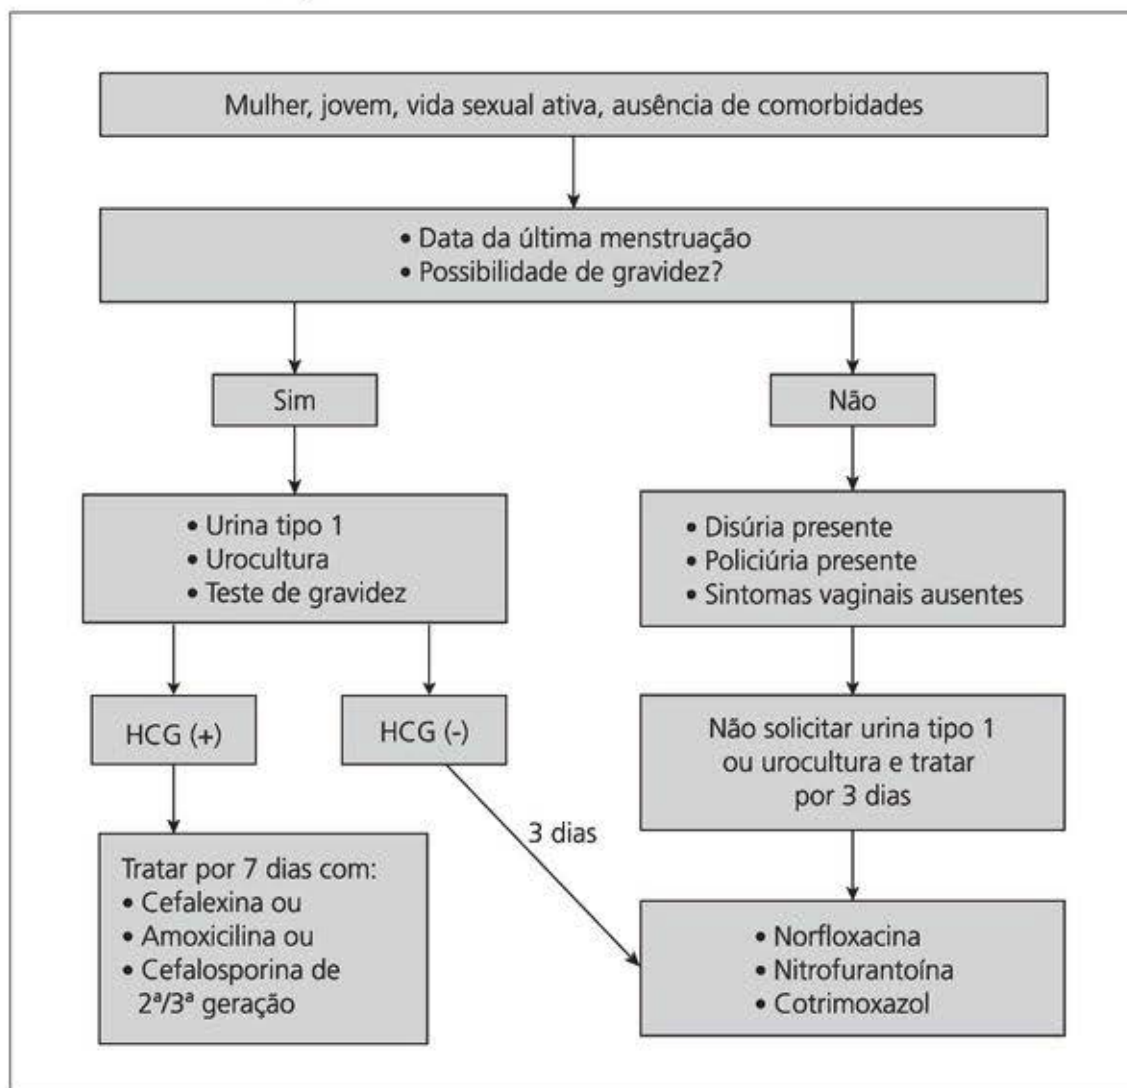 Mulher, jovem, vida sexual ativa, ausência de comorbidades
• Data da última menstruação
• Possibilidade de gravidez?
Sim
Não
• Urina tipo 1
• Urocultura
• Teste de gravidez
• Disúria presente
• Policiúria presente
• Sintomas vaginais ausentes
HCG (+)
HCG (-)
Não solicitar urina tipo 1
ou urocultura e tratar
por 3 dias
3 dias
Tratar por 7 dias com:
• Cefalexina ou
• Amoxicilina ou
• Cefalosporina de
2ª/3ª geração
• Norfloxacina
• Nitrofurantoína
• Cotrimoxazol